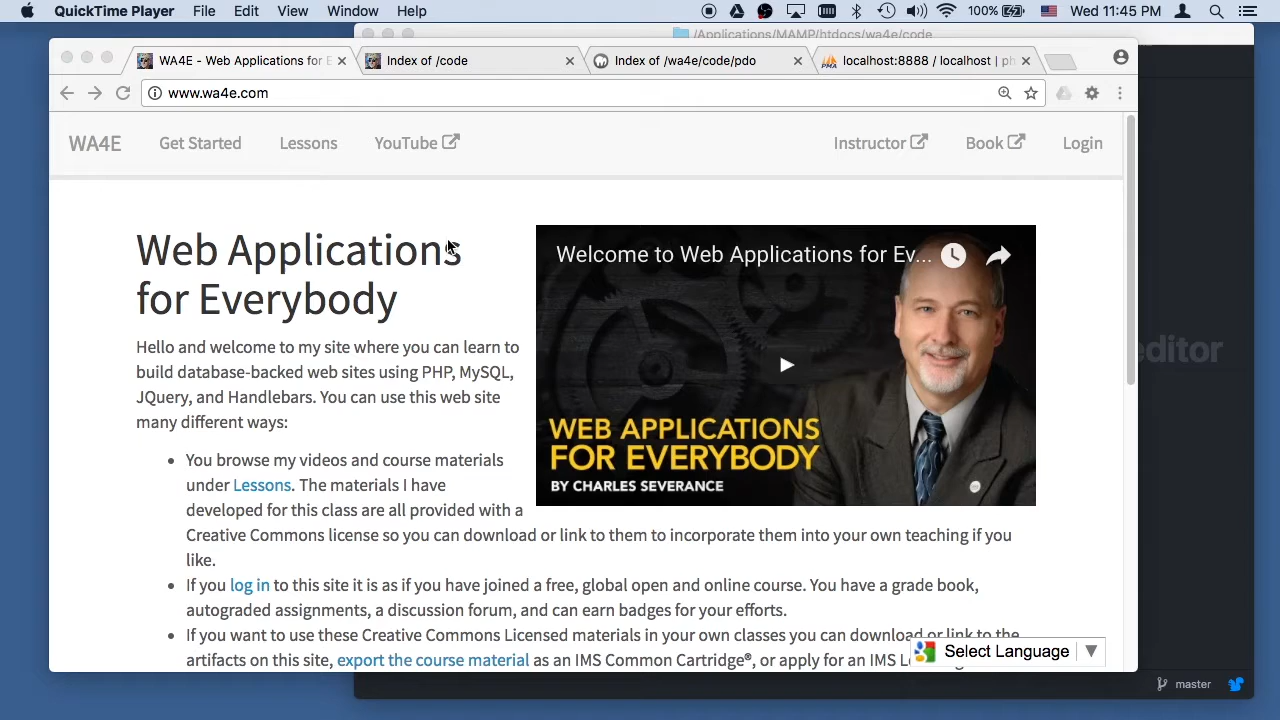 QuickTime Player File Edit View Window Help 100% Wed 11:45 PM
/Applications/MAMP/htdocs/wa4e/code
WA4E - Web Applications for E
Index of /code
Index of /wa4e/code/pdo
localhost:8888 / localhost | ph
www.wa4e.com
WA4E Get Started Lessons YouTube Instructor Book Login
Web Applications
for Everybody
Hello and welcome to my site where you can learn to
build database-backed web sites using PHP, MySQL,
JQuery, and Handlebars. You can use this web site
many different ways:
You browse my videos and course materials
under Lessons. The materials I have
developed for this class are all provided with a
Creative Commons license so you can download or link to them to incorporate them into your own teaching if you
like.
If you log in to this site it is as if you have joined a free, global open and online course. You have a grade book,
autograded assignments, a discussion forum, and can earn badges for your efforts.
If you want to use these Creative Commons Licensed materials in your own classes you can download or link to the
artifacts on this site, export the course material as an IMS Common Cartridge®, or apply for an IMS
Welcome to Web Applications for Ev...
WEB APPLICATIONS
FOR EVERYBODY
BY CHARLES SEVERANCE
Select Language
editor
master